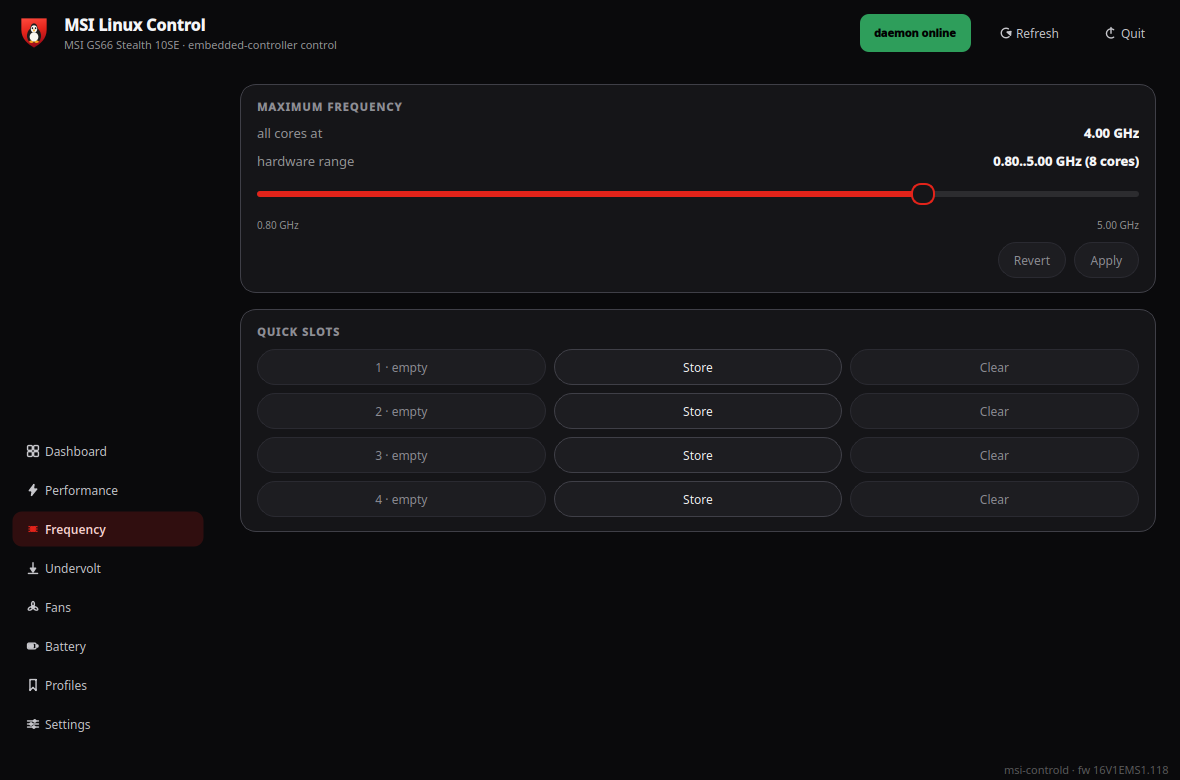 MSI Linux Control
MSI GS66 Stealth 10SE · embedded-controller control
daemon online
Refresh
Quit
MAXIMUM FREQUENCY
all cores at 4.00 GHz
hardware range 0.80..5.00 GHz (8 cores)
0.80 GHz 5.00 GHz
Revert Apply
QUICK SLOTS
1 · empty Store Clear
2 · empty Store Clear
3 · empty Store Clear
4 · empty Store Clear
Dashboard
Performance
Frequency
Undervolt
Fans
Battery
Profiles
Settings
msi-controld · fw 16V1EMS1.118